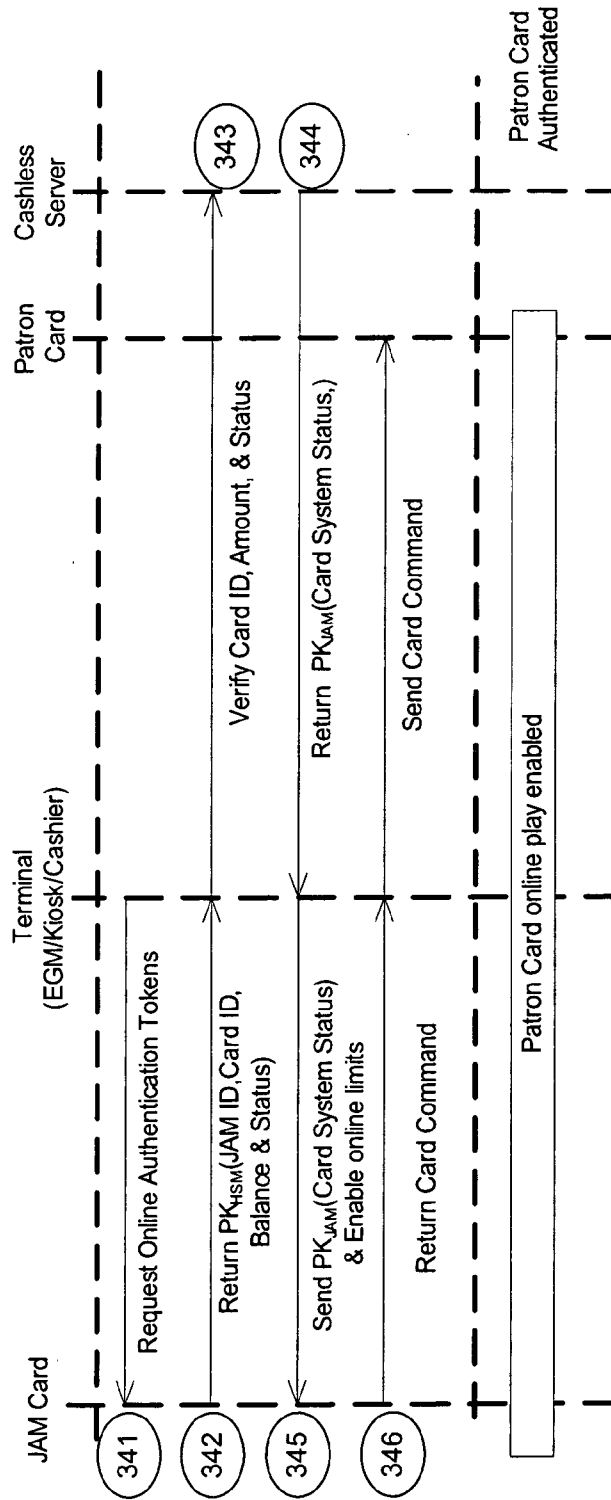 JAM Card
Terminal
(EGM/Kiosk/Cashier)
Patron
Card
Cashless
Server
341
Request Online Authentication Tokens
342
Return PKHSM(JAM ID,Card ID,
Balance & Status)
Verify Card ID, Amount, & Status
343
Return PKJAM(Card System Status,)
344
345
Send PKJAM(Card System Status)
& Enable online limits
346
Return Card Command
Send Card Command
Patron Card online play enabled
Patron Card
Authenticated